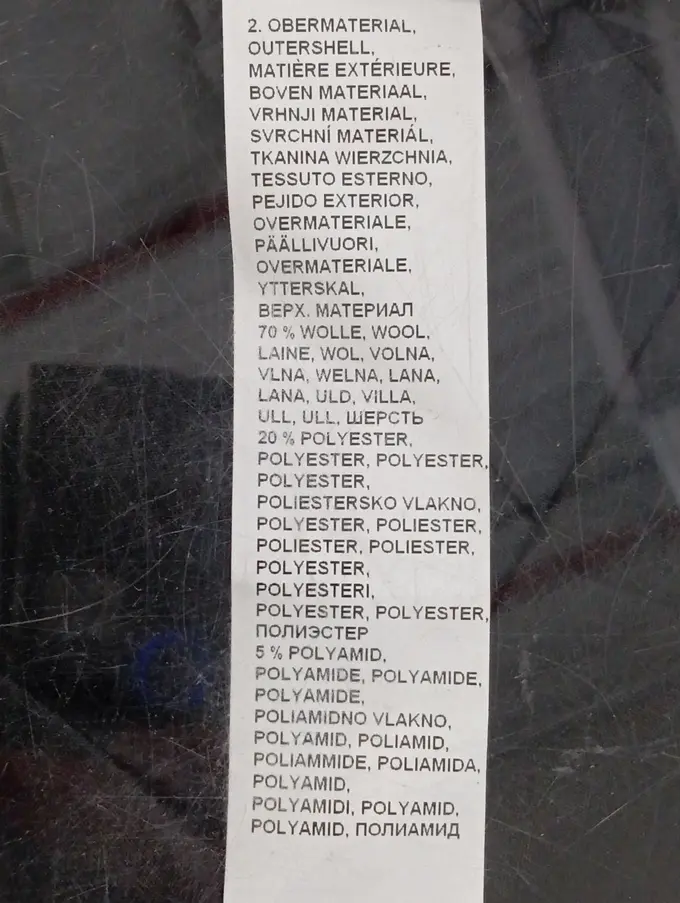 2. OBERMATERIAL,
OUTERSHELL,
MATIÈRE EXTÉRIEURE,
BOVEN MATERIAAL,
VRHNJI MATERIAL,
SVRCHNÍ MATERIÁL,
TKANINA WIERZCHNIA,
TESSUTO ESTERNO,
PEJIDO EXTERIOR,
OVERMATERIALE,
PÄÄLLIVUORI,
OVERMATERIALE,
YTTERSKAL,
ВЕРХ. МАТЕРИАЛ
70 % WOLLE, WOOL,
LAINE, WOL, VOLNA,
VLNA, WELNA, LANA,
LANA, ULD, VILLA,
ULL, ULL, ШЕРСТЬ
20 % POLYESTER,
POLYESTER, POLYESTER,
POLYESTER,
POLIESTERSKO VLAKNO,
POLYESTER, POLIESTER,
POLIESTER, POLIESTER,
POLYESTER,
POLYESTERI,
POLYESTER, POLYESTER,
ПОЛИЭСТЕР
5 % POLYAMID,
POLYAMIDE, POLYAMIDE,
POLYAMIDE,
POLIAMIDNO VLAKNO,
POLYAMID, POLIAMID,
POLIAMMIDE, POLIAMIDA,
POLYAMID,
POLYAMIDI, POLYAMID,
POLYAMID, ПОЛИАМИД